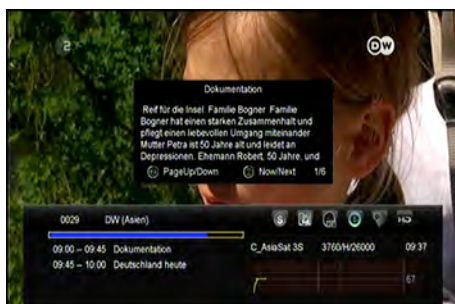 2
DW
Dokumentation
Reif für die Insel Familie Bogner Familie
Bogner hat einen starken Zusammenhalt und
pflegt einen liebevollen Umgang miteinander
Mutter Petra ist 50 Jahre alt und leidet an
Depressionen. Ehemann Robert, 50 Jahre, und
PageUp/Down Now/Next 1/6
0029 DW (Asien)
S HD
09:00 -- 09:45 Dokumentation C_AsiaSat 3S 3760/H/26000 09:37
09:45 -- 10:00 Deutschland heute
67